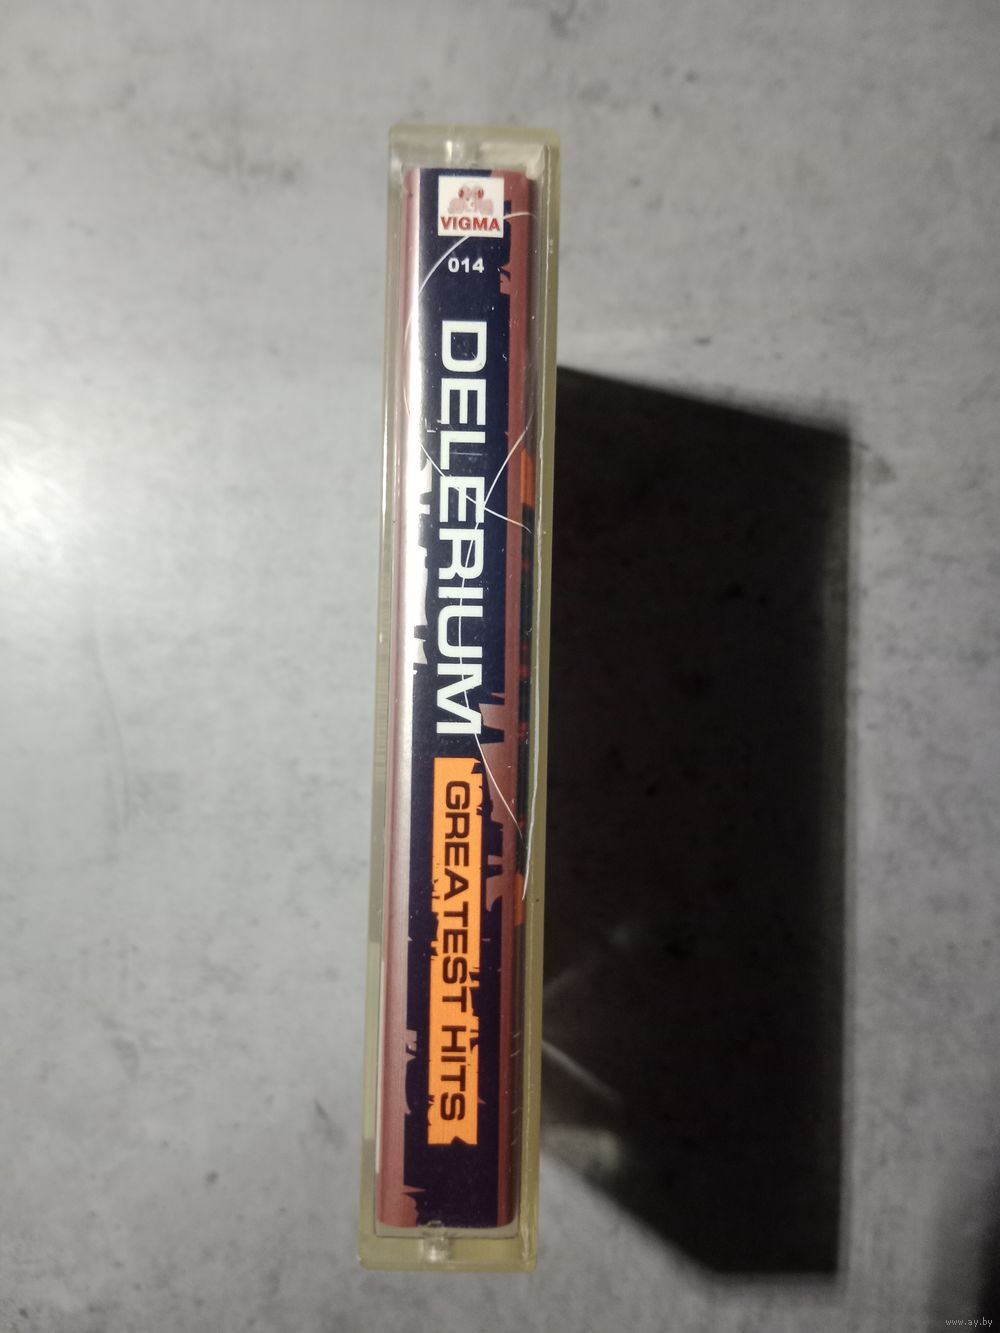 VIGMA
014
DELERIUM
GREATEST HITS
www.ay.by